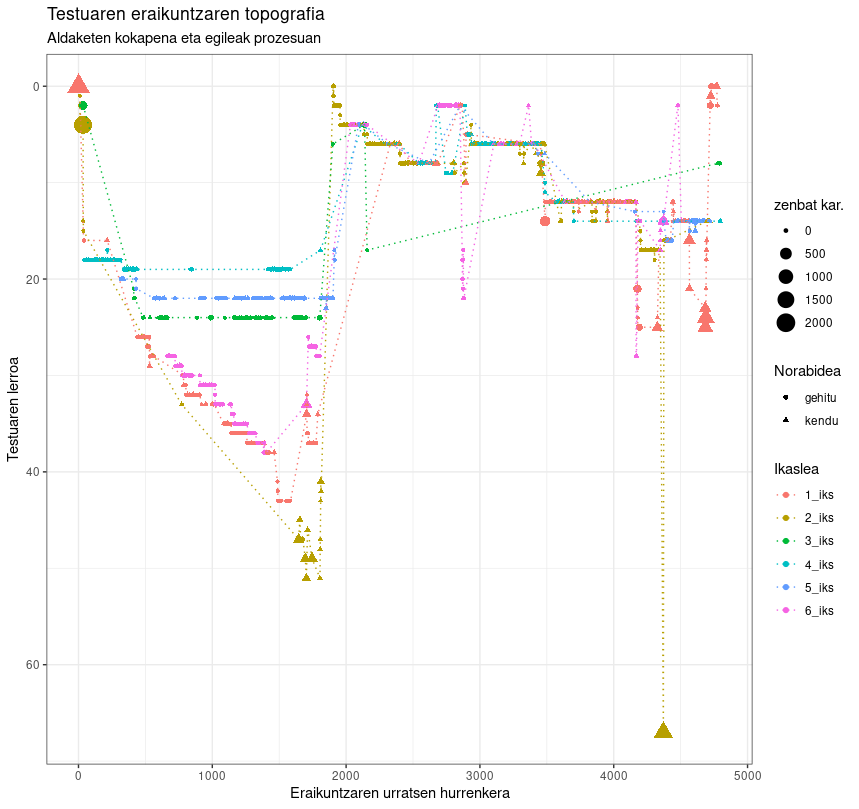 Testuaren eraikuntzaren topografia
Aldaketen kokapena eta egileak prozesuan
Testuaren lerroa
0
20
40
60
0
1000
2000
3000
4000
5000
Eraikuntzaren urratsen hurrenkera
zenbat kar.
0
500
1000
1500
2000
Norabidea
gehitu
kendu
Ikaslea
1_iks
2_iks
3_iks
4_iks
5_iks
6_iks